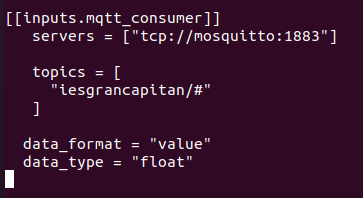 [[inputs.mqtt_consumer]]
servers = ["tcp://mosquitto:1883"]
topics = [
"iesgrancapitan/#"
]
data_format = "value"
data_type = "float"